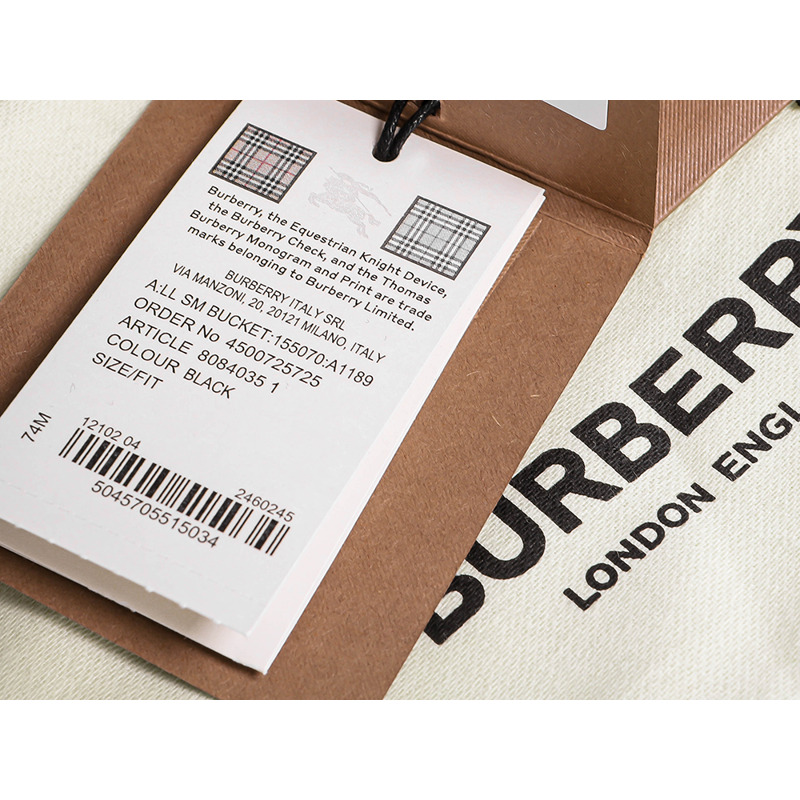 Burberry, the Equestrian Knight Device,
the Burberry Check, and the Thomas
Burberry Monogram and Print are trade
marks belonging to Burberry Limited.
BURBERRY ITALY SRL
VIA MANZONI, 20, 20121 MILANO, ITALY
A:LL SM BUCKET:155070:A1189
ORDER No 4500725725
ARTICLE 8084035 1
COLOUR BLACK
SIZE/FIT
74M
12102 04
2460245
5045705515034
BURBERRY
LONDON ENGL